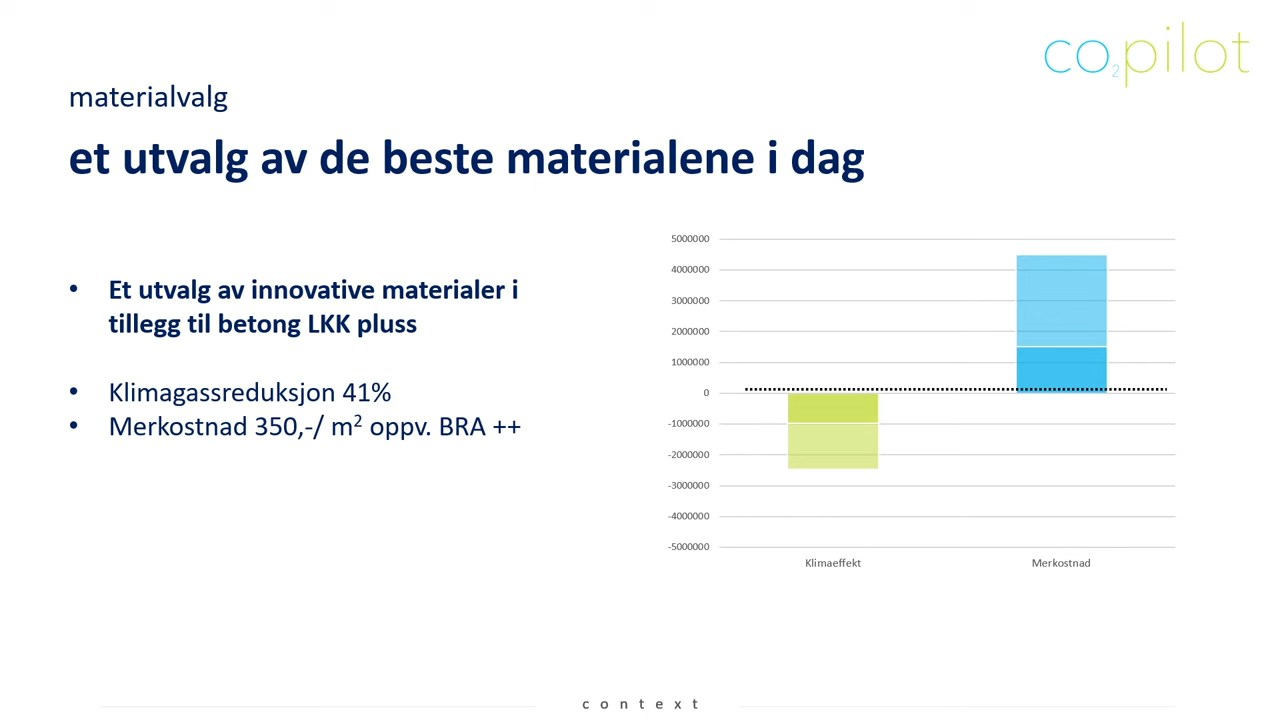 co₂pilot
materialvalg
et utvalg av de beste materialene i dag
• Et utvalg av innovative materialer i
tillegg til betong LKK pluss
• Klimagassreduksjon 41%
• Merkostnad 350,-/ m² oppv. BRA ++
5000000
4000000
3000000
2000000
1000000
0
-1000000
-2000000
-3000000
-4000000
-5000000
Klimaeffekt
Merkostnad
context